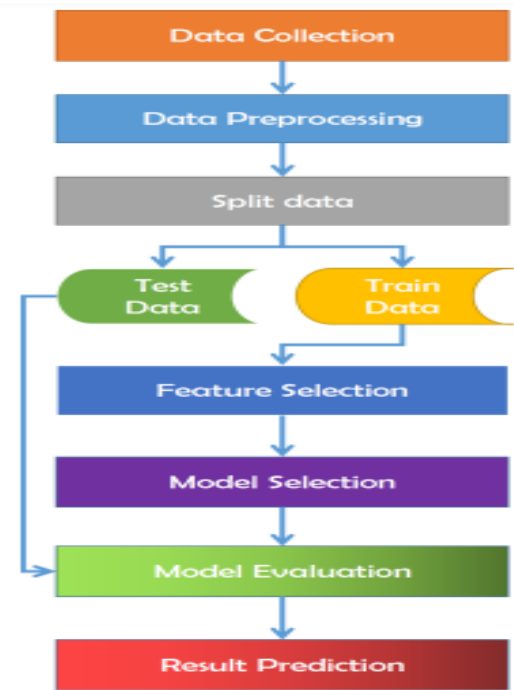 Data Collection
Data Preprocessing
Split data
Test
Data
Train
Data
Feature Selection
Model Selection
Model Evaluation
Result Prediction